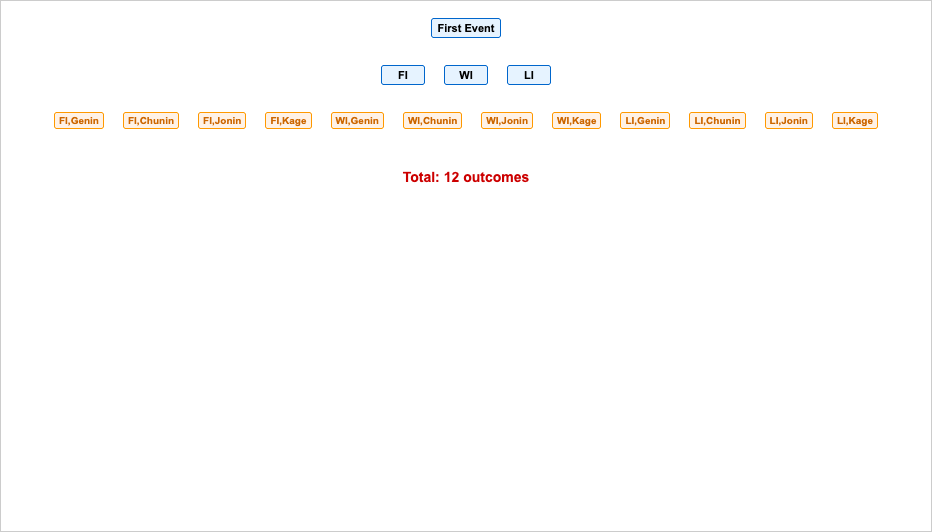 First Event
FI WI LI
FI,Genin FI,Chunin FI,Jonin FI,Kage WI,Genin WI,Chunin WI,Jonin WI,Kage LI,Genin LI,Chunin LI,Jonin LI,Kage
Total: 12 outcomes